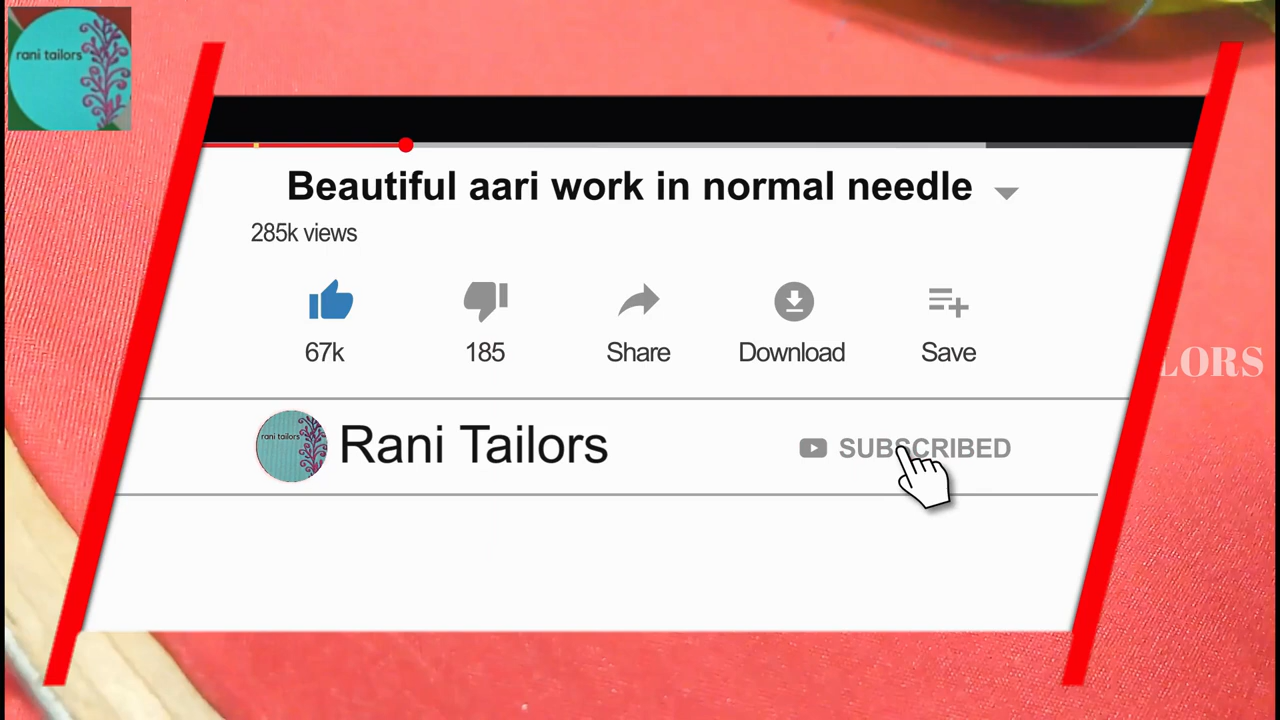 rani tailors
Beautiful aari work in normal needle
285k views
67k
185
Share
Download
Save
rani tailors
Rani Tailors
SUBSCRIBED
LORS